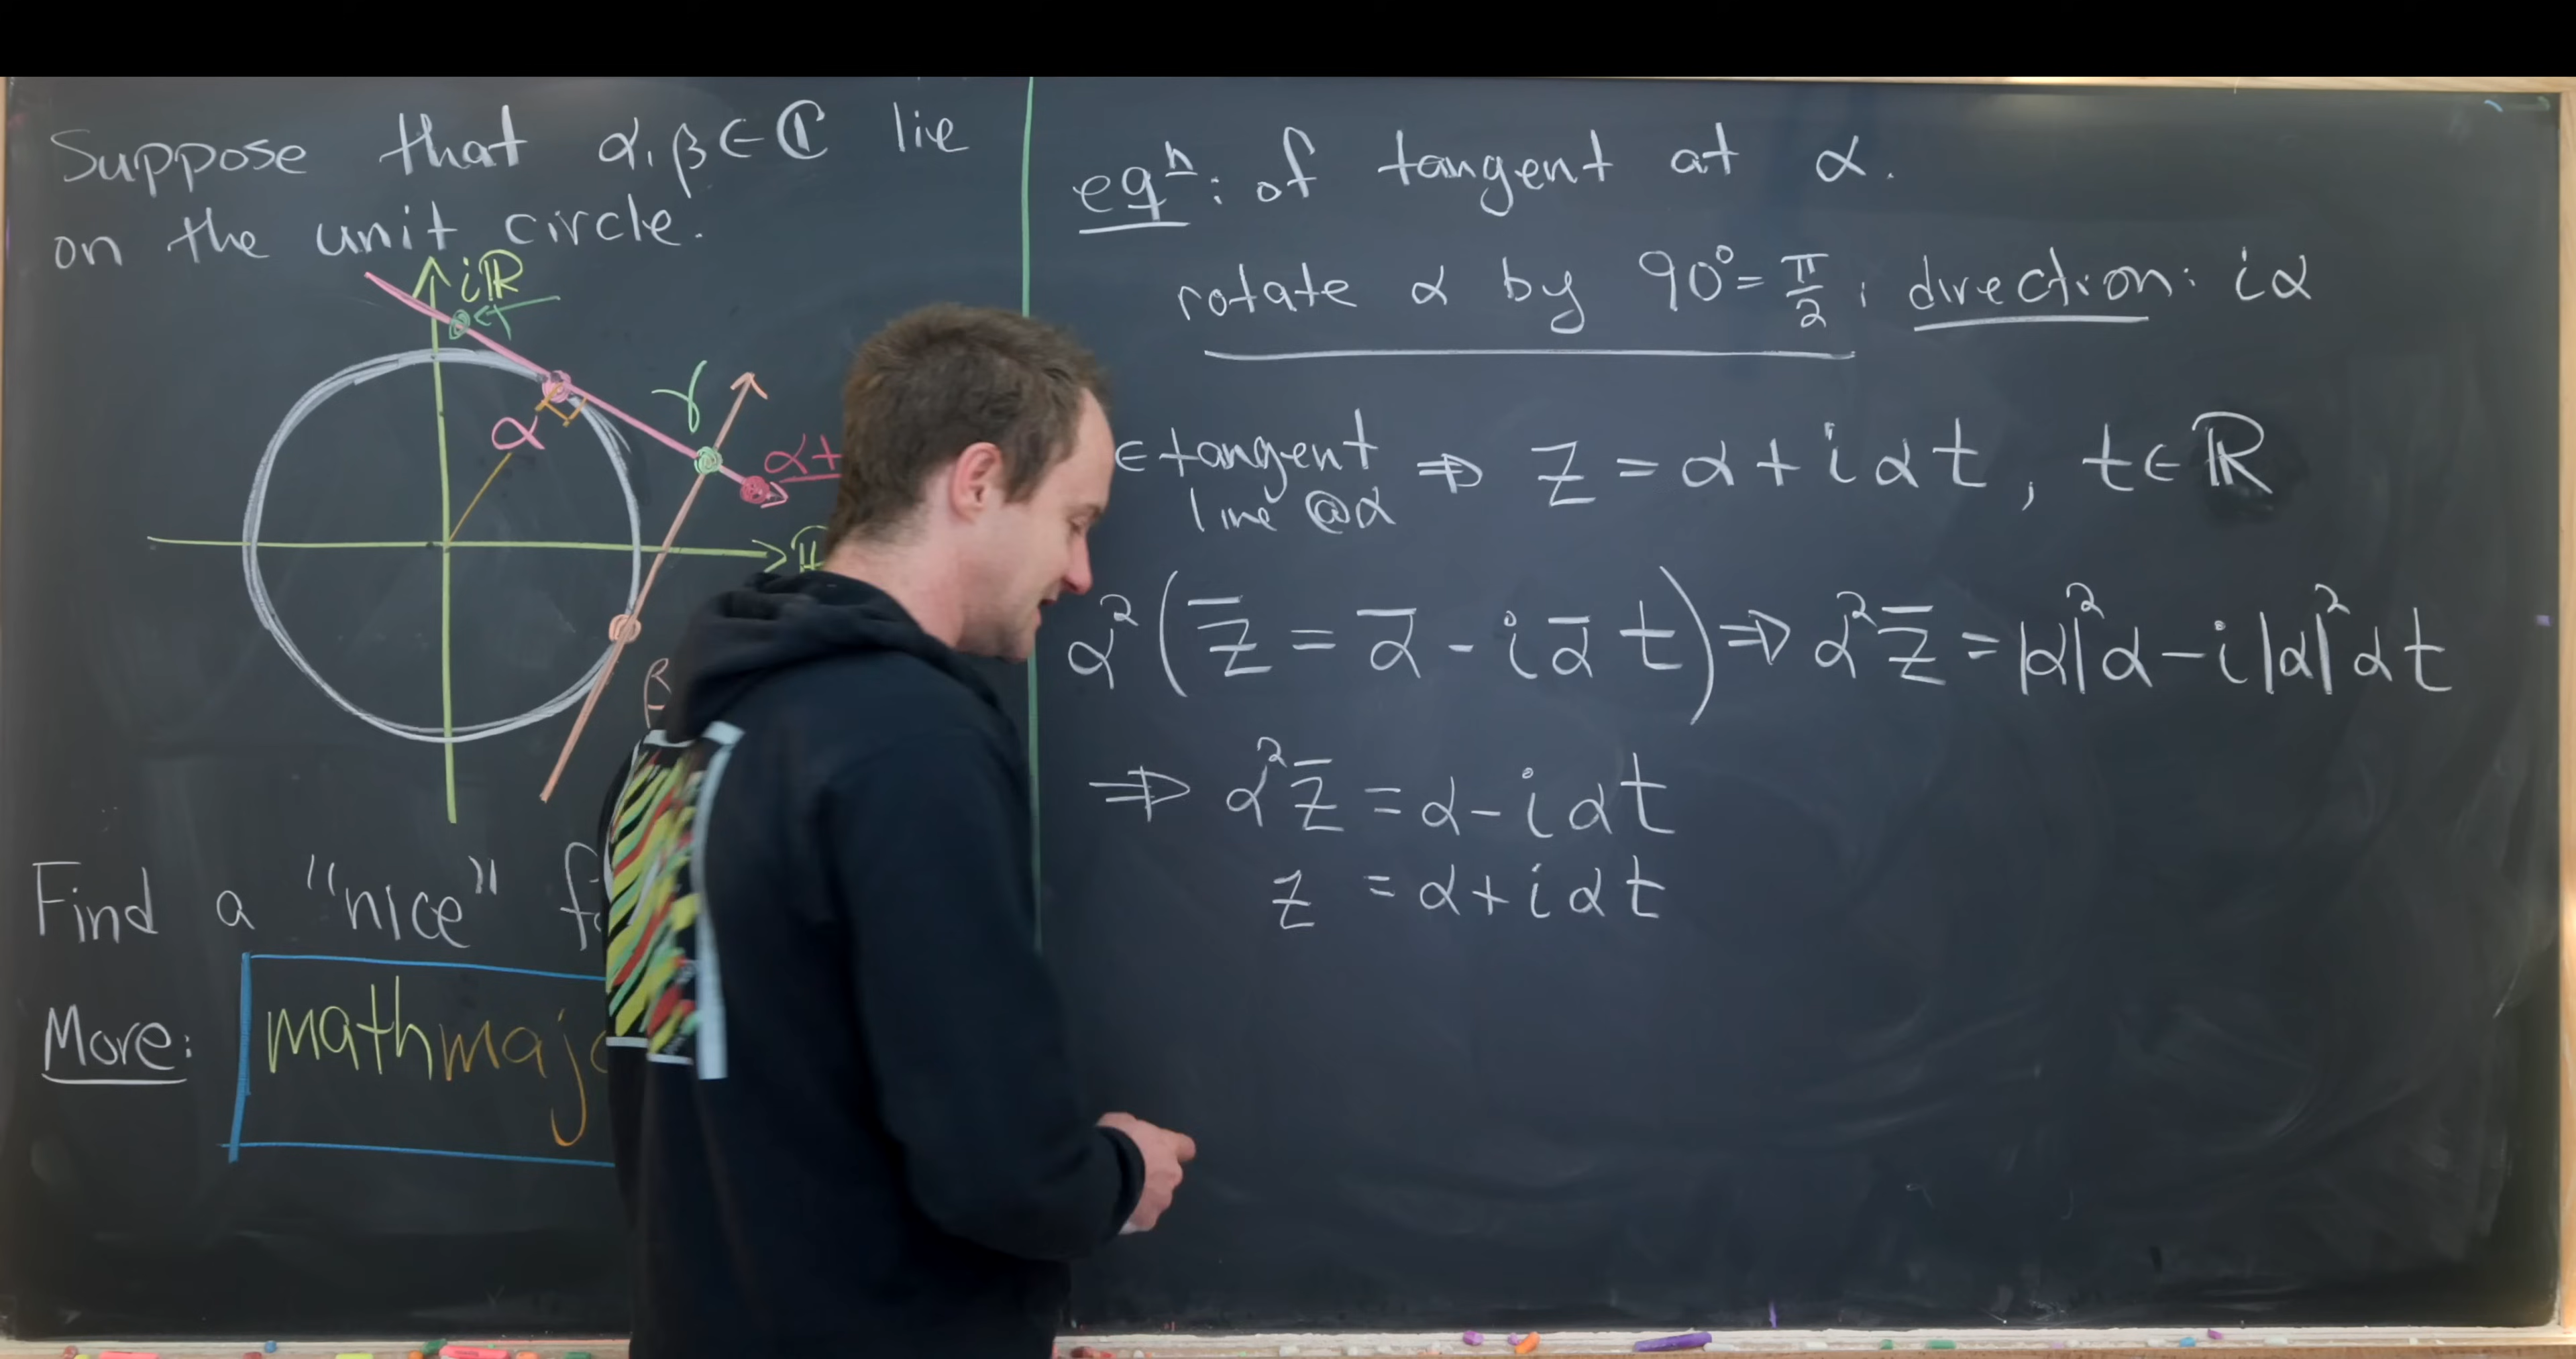 Suppose that α, β ∈ ℂ lie
on the unit circle.
iℝ
γ
α
α+
β
Find a "nice"
More:
mathmaj
eqⁿ: of tangent at α.
rotate α by 90° = π/2 ; direction: iα
∈ tangent line @ α ⇒ z = α + iαt, t ∈ ℝ
α²(z̄ = ᾱ - iᾱt) ⇒ α²z̄ = |α|²α - i|α|²αt
⇒ α²z̄ = α - iαt
z = α + iαt